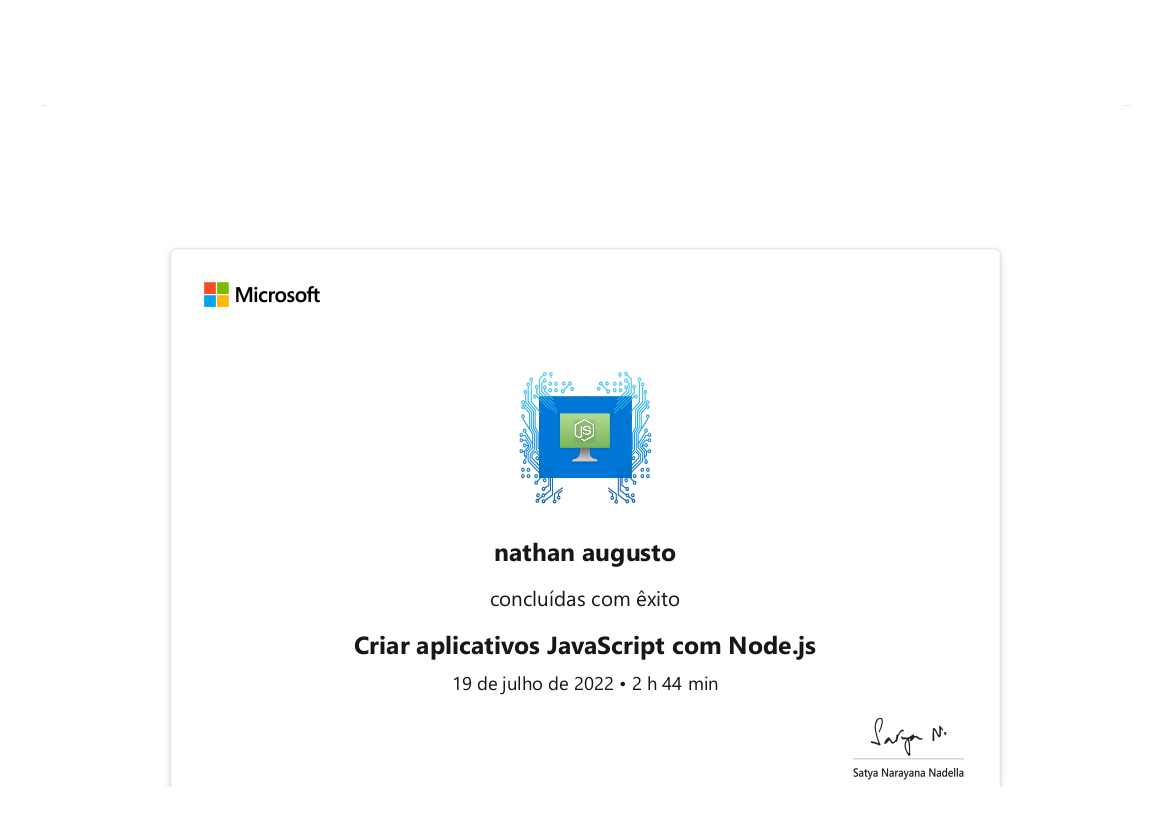 Microsoft
JS
nathan augusto
concluídas com êxito
Criar aplicativos JavaScript com Node.js
19 de julho de 2022 • 2 h 44 min
Satya N.
Satya Narayana Nadella